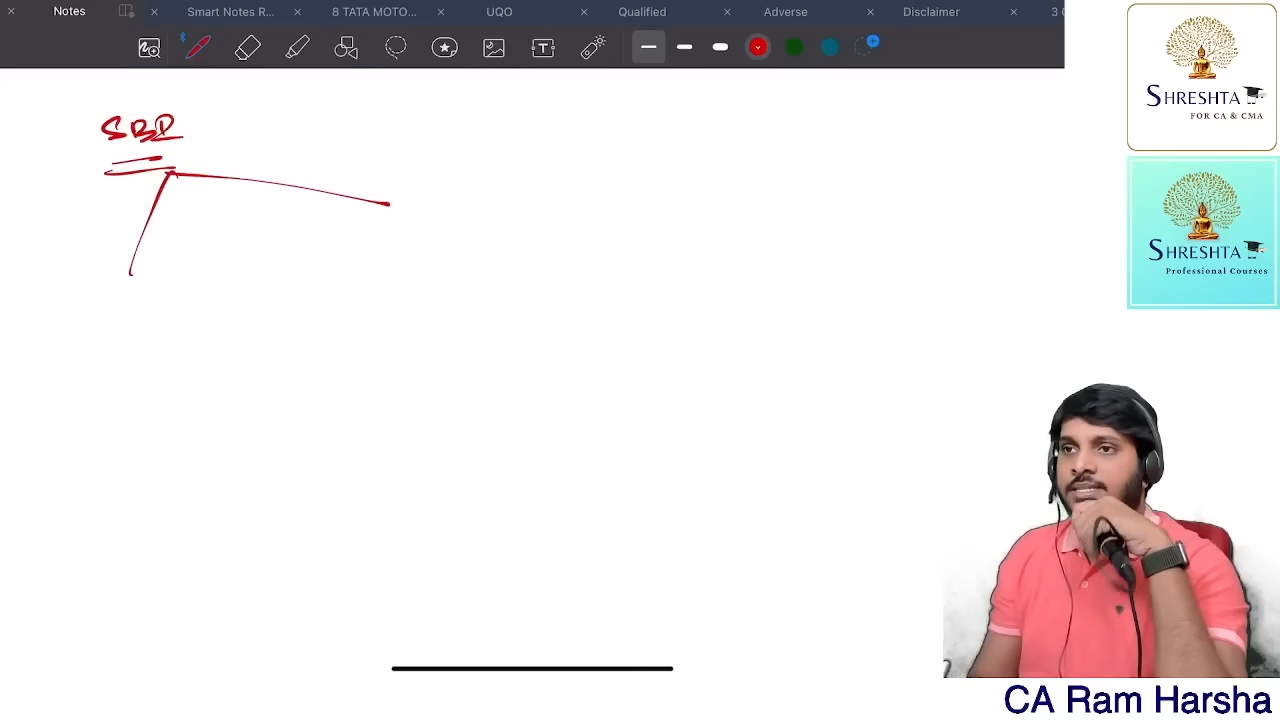 Notes
Smart Notes R...
8 TATA MOTO...
UQO
Qualified
Adverse
Disclaimer
3
SHRESHTA
FOR CA & CMA
SHRESHTA
Professional Courses
CA Ram Harsha